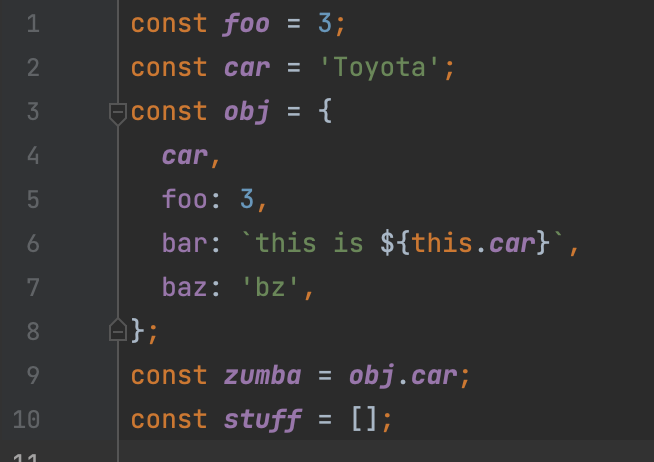 1 const foo = 3;
2 const car = 'Toyota';
3 const obj = {
4   car,
5   foo: 3,
6   bar: `this is ${this.car}`,
7   baz: 'bz',
8 };
9 const zumba = obj.car;
10 const stuff = [];
11